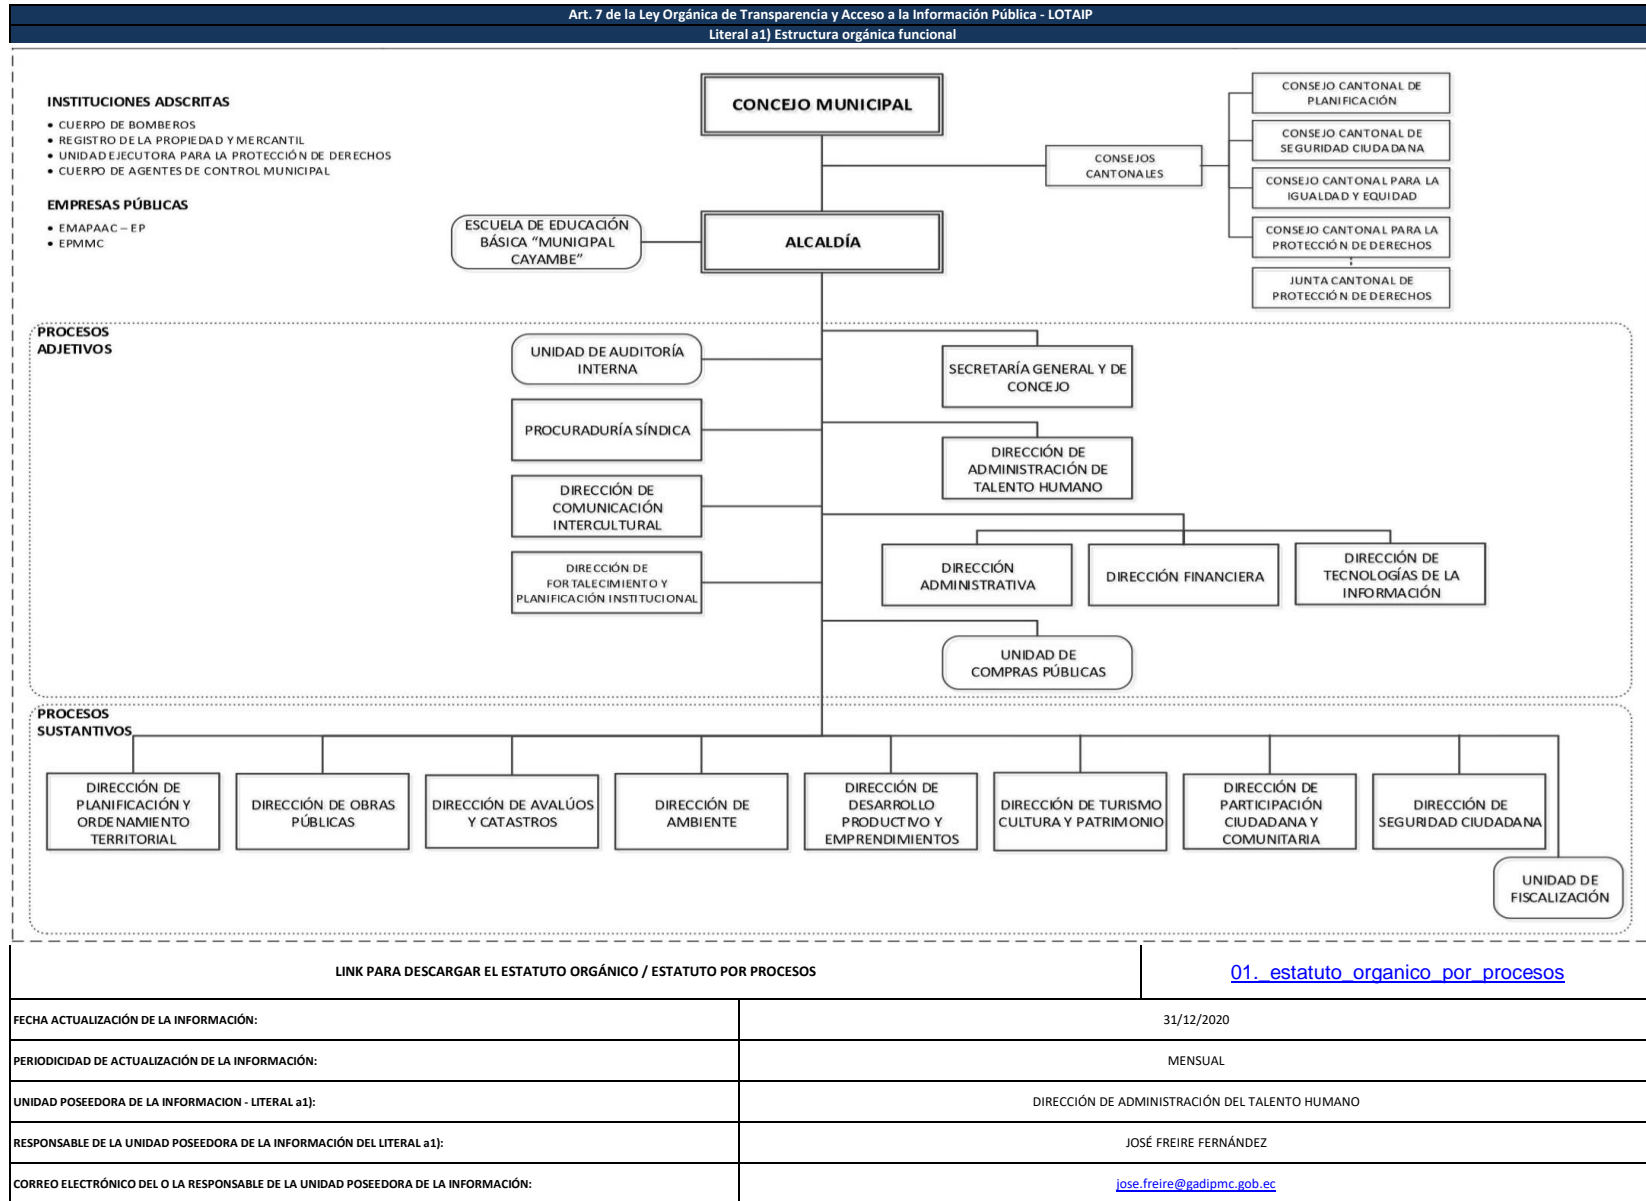 Art. 7 de la Ley Orgánica de Transparencia y Acceso a la Información Pública - LOTAIP
Literal a1) Estructura orgánica funcional
INSTITUCIONES ADSCRITAS
• CUERPO DE BOMBEROS
• REGISTRO DE LA PROPIEDAD Y MERCANTIL
• UNIDAD EJECUTORA PARA LA PROTECCIÓN DE DERECHOS
• CUERPO DE AGENTES DE CONTROL MUNICIPAL
EMPRESAS PÚBLICAS
• EMAPAAC – EP
• EPMMC
CONCEJO MUNICIPAL
CONSEJOS
CANTONALES
CONSEJO CANTONAL DE
PLANIFICACIÓN
CONSEJO CANTONAL DE
SEGURIDAD CIUDADANA
CONSEJO CANTONAL PARA LA
IGUALDAD Y EQUIDAD
CONSEJO CANTONAL PARA LA
PROTECCIÓN DE DERECHOS
JUNTA CANTONAL DE
PROTECCIÓN DE DERECHOS
ESCUELA DE EDUCACIÓN
BÁSICA “MUNICIPAL
CAYAMBE”
ALCALDÍA
PROCESOS
ADJETIVOS
UNIDAD DE AUDITORÍA
INTERNA
SECRETARÍA GENERAL Y DE
CONCEJO
PROCURADURÍA SÍNDICA
DIRECCIÓN DE
ADMINISTRACIÓN DE
TALENTO HUMANO
DIRECCIÓN DE
COMUNICACIÓN
INTERCULTURAL
DIRECCIÓN
ADMINISTRATIVA
DIRECCIÓN FINANCIERA
DIRECCIÓN DE
TECNOLOGÍAS DE LA
INFORMACIÓN
DIRECCIÓN DE
FORTALECIMIENTO Y
PLANIFICACIÓN INSTITUCIONAL
UNIDAD DE
COMPRAS PÚBLICAS
PROCESOS
SUSTANTIVOS
DIRECCIÓN DE
PLANIFICACIÓN Y
ORDENAMIENTO
TERRITORIAL
DIRECCIÓN DE OBRAS
PÚBLICAS
DIRECCIÓN DE AVALÚOS
Y CATASTROS
DIRECCIÓN DE
AMBIENTE
DIRECCIÓN DE
DESARROLLO
PRODUCTIVO Y
EMPRENDIMIENTOS
DIRECCIÓN DE TURISMO
CULTURA Y PATRIMONIO
DIRECCIÓN DE
PARTICIPACIÓN
CIUDADANA Y
COMUNITARIA
DIRECCIÓN DE
SEGURIDAD CIUDADANA
UNIDAD DE
FISCALIZACIÓN
LINK PARA DESCARGAR EL ESTATUTO ORGÁNICO / ESTATUTO POR PROCESOS
01._estatuto_organico_por_procesos
FECHA ACTUALIZACIÓN DE LA INFORMACIÓN:
31/12/2020
PERIODICIDAD DE ACTUALIZACIÓN DE LA INFORMACIÓN:
MENSUAL
UNIDAD POSEEDORA DE LA INFORMACION - LITERAL a1):
DIRECCIÓN DE ADMINISTRACIÓN DEL TALENTO HUMANO
RESPONSABLE DE LA UNIDAD POSEEDORA DE LA INFORMACIÓN DEL LITERAL a1):
JOSÉ FREIRE FERNÁNDEZ
CORREO ELECTRÓNICO DEL O LA RESPONSABLE DE LA UNIDAD POSEEDORA DE LA INFORMACIÓN:
jose.freire@gadipmc.gob.ec